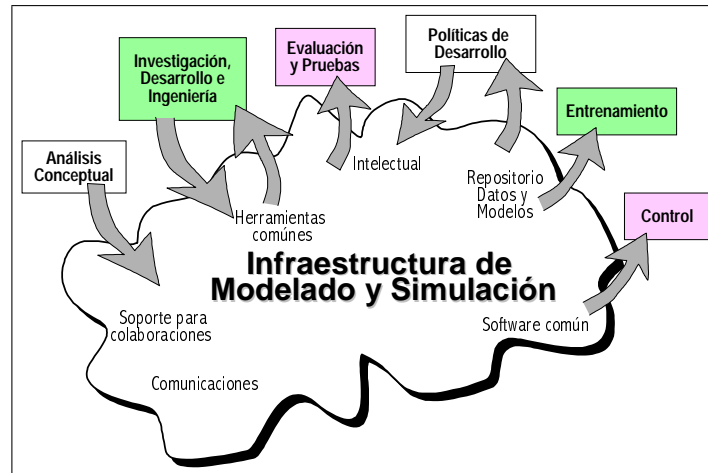 Políticas de
Desarrollo
Evaluación
y Pruebas
Investigación,
Desarrollo e
Ingeniería
Entrenamiento
Análisis
Conceptual
Intelectual
Repositorio
Datos y
Modelos
Control
Herramientas
comúnes
Infraestructura de
Modelado y Simulación
Soporte para
colaboraciones
Software común
Comunicaciones